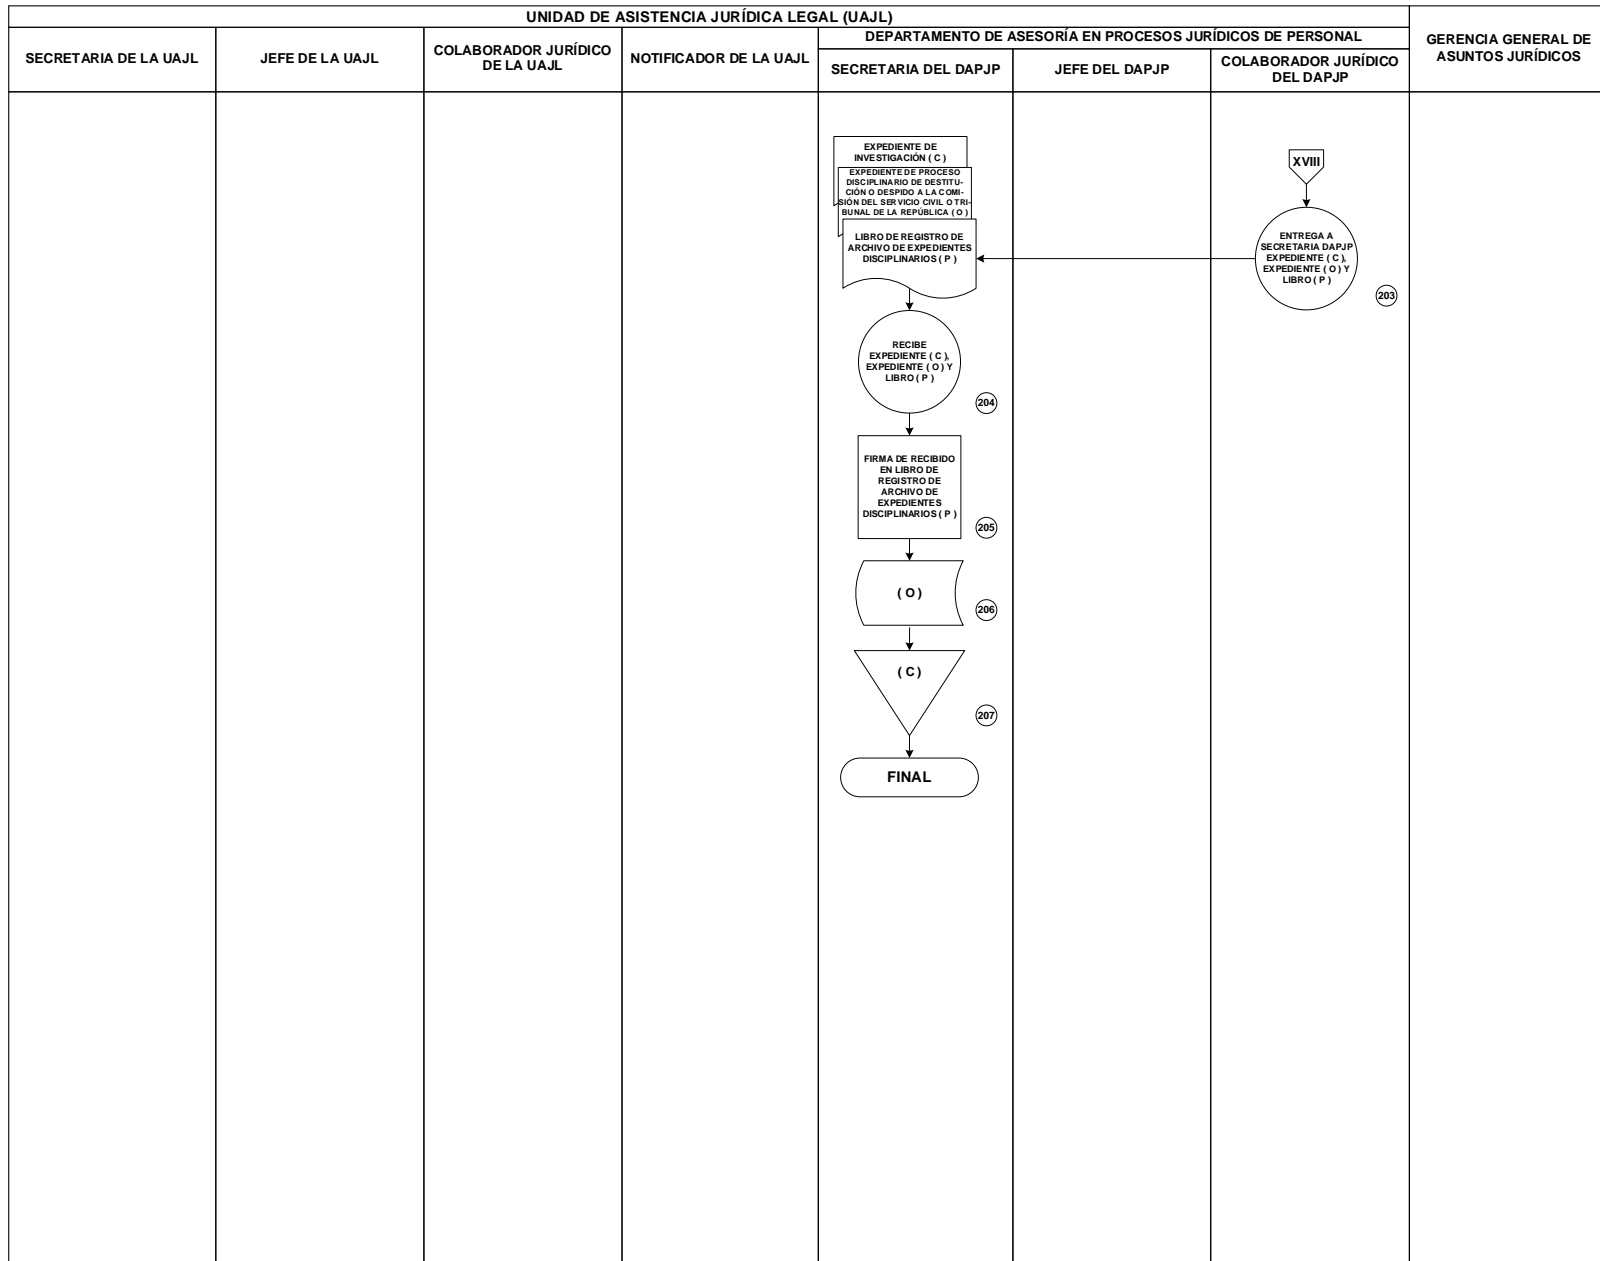 UNIDAD DE ASISTENCIA JURÍDICA LEGAL (UAJL)
SECRETARIA DE LA UAJL
JEFE DE LA UAJL
COLABORADOR JURÍDICO
DE LA UAJL
NOTIFICADOR DE LA UAJL
DEPARTAMENTO DE ASESORÍA EN PROCESOS JURÍDICOS DE PERSONAL
SECRETARIA DEL DAPJP
JEFE DEL DAPJP
COLABORADOR JURÍDICO
DEL DAPJP
GERENCIA GENERAL DE
ASUNTOS JURÍDICOS
XVIII
ENTREGA A
SECRETARIA DAPJP
EXPEDIENTE ( C ),
EXPEDIENTE ( O ) Y
LIBRO ( P )
203
EXPEDIENTE DE
INVESTIGACIÓN ( C )
EXPEDIENTE DE PROCESO
DISCIPLINARIO DE DESTITU-
CIÓN O DESPIDO A LA COMI-
SIÓN DEL SERVICIO CIVIL O TRI-
BUNAL DE LA REPÚBLICA ( O )
LIBRO DE REGISTRO DE
ARCHIVO DE EXPEDIENTES
DISCIPLINARIOS ( P )
RECIBE
EXPEDIENTE ( C ),
EXPEDIENTE ( O ) Y
LIBRO ( P )
204
FIRMA DE RECIBIDO
EN LIBRO DE
REGISTRO DE
ARCHIVO DE
EXPEDIENTES
DISCIPLINARIOS ( P )
205
( O )
206
( C )
207
FINAL